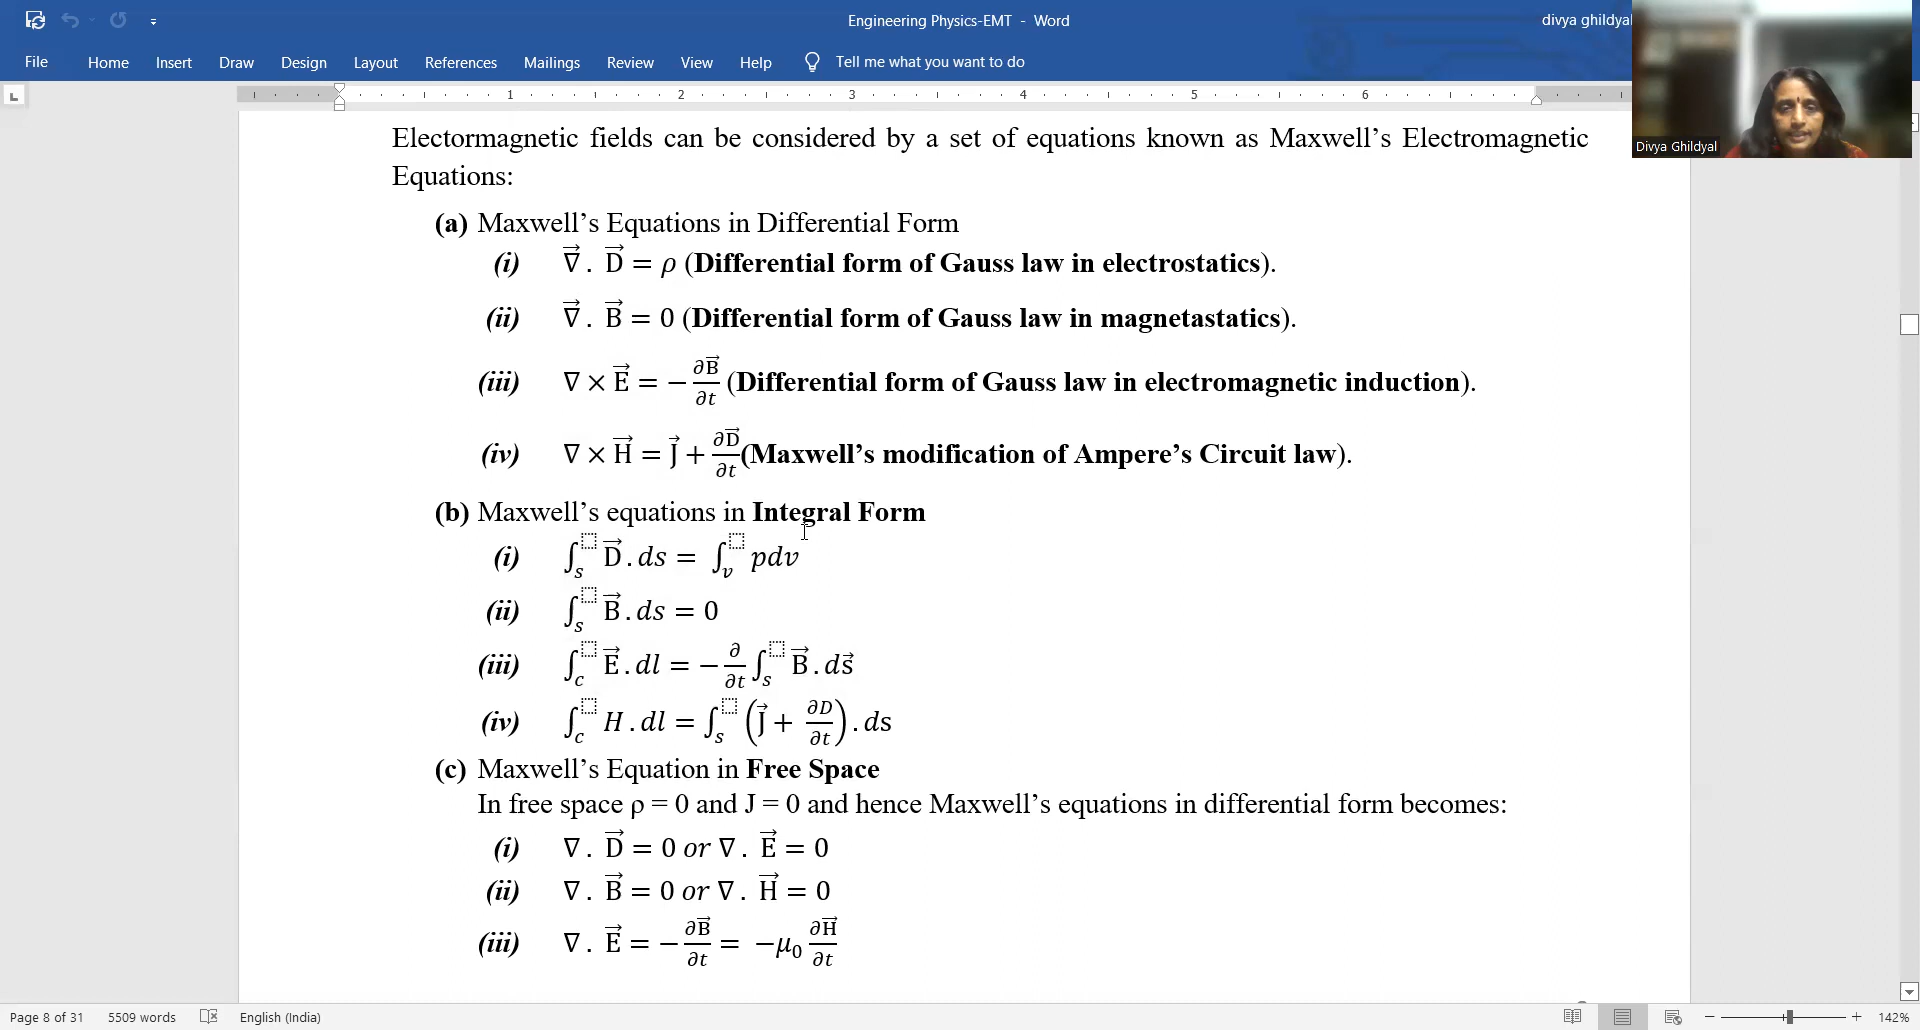 Engineering Physics-EMT - Word
divya ghildyal
File Home Insert Draw Design Layout References Mailings Review View Help Tell me what you want to do
1 2 3 4 5 6
Divya Ghildyal
Electormagnetic fields can be considered by a set of equations known as Maxwell's Electromagnetic
Equations:
(a) Maxwell's Equations in Differential Form
(i) ∇⃗ . D⃗ = ρ (Differential form of Gauss law in electrostatics).
(ii) ∇⃗ . B⃗ = 0 (Differential form of Gauss law in magnetastatics).
(iii) ∇ × E⃗ = −∂B⃗/∂t (Differential form of Gauss law in electromagnetic induction).
(iv) ∇ × H⃗ = J⃗ + ∂D⃗/∂t (Maxwell's modification of Ampere's Circuit law).
(b) Maxwell's equations in Integral Form
(i) ∫ₛ D⃗ . ds = ∫ᵥ pdv
(ii) ∫ₛ B⃗ . ds = 0
(iii) ∫c E⃗ . dl = −∂/∂t ∫ₛ B⃗ . ds⃗
(iv) ∫c H . dl = ∫ₛ (J⃗ + ∂D/∂t) . ds
(c) Maxwell's Equation in Free Space
In free space ρ = 0 and J = 0 and hence Maxwell's equations in differential form becomes:
(i) ∇ . D⃗ = 0 or ∇ . E⃗ = 0
(ii) ∇ . B⃗ = 0 or ∇ . H⃗ = 0
(iii) ∇ . E⃗ = −∂B⃗/∂t = −μ₀ ∂H⃗/∂t
Page 8 of 31 5509 words English (India) 142%